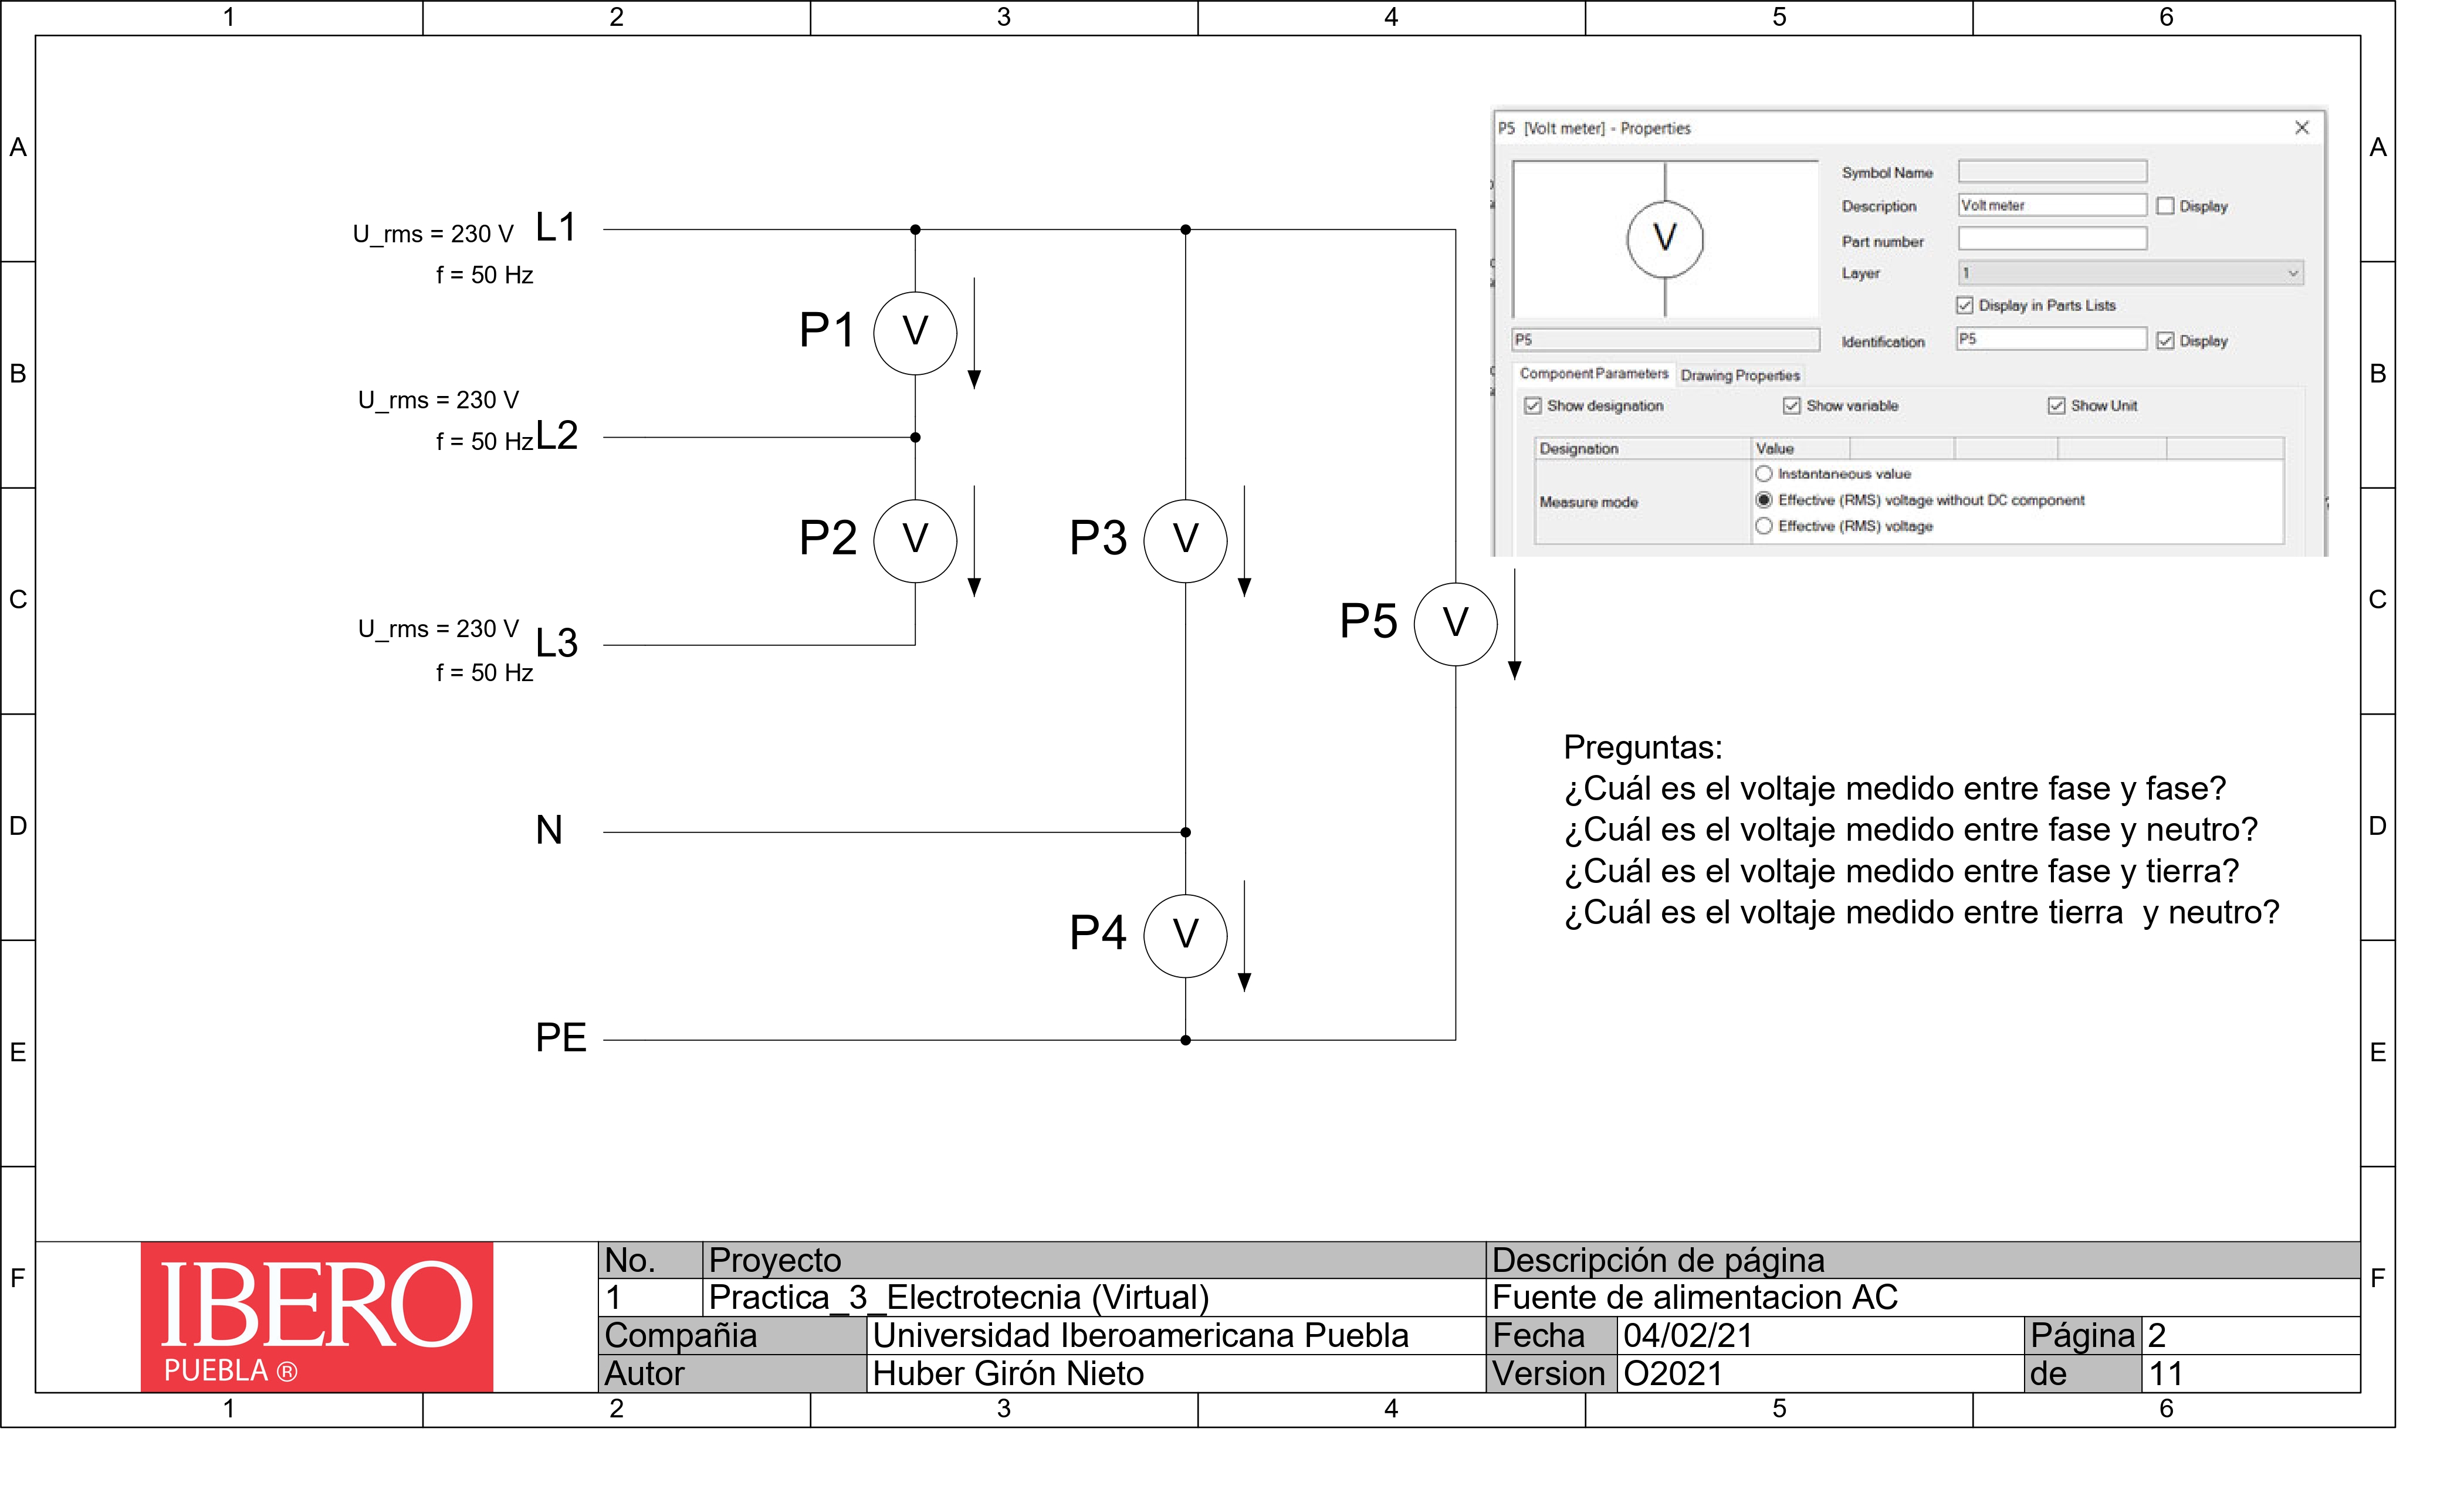 1 2 3 4 5 6
A A
B B
C C
D D
E E
F F
U_rms = 230 V L1
f = 50 Hz
P1 V
U_rms = 230 V
f = 50 Hz L2
P2 V
P3 V
U_rms = 230 V L3
f = 50 Hz
P5 V
N
P4 V
PE
P5 [Volt meter] - Properties
V
Symbol Name
Description Volt meter Display
Part number
Layer 1
Display in Parts Lists
P5
Identification P5 Display
Component Parameters Drawing Properties
Show designation Show variable Show Unit
Designation Value
Measure mode
Instantaneous value
Effective (RMS) voltage without DC component
Effective (RMS) voltage
Preguntas:
¿Cuál es el voltaje medido entre fase y fase?
¿Cuál es el voltaje medido entre fase y neutro?
¿Cuál es el voltaje medido entre fase y tierra?
¿Cuál es el voltaje medido entre tierra  y neutro?
IBERO
PUEBLA ®
No. Proyecto Descripción de página
1 Practica_3_Electrotecnia (Virtual) Fuente de alimentacion AC
Compañia Universidad Iberoamericana Puebla Fecha 04/02/21 Página 2
Autor Huber Girón Nieto Version O2021 de 11
1 2 3 4 5 6